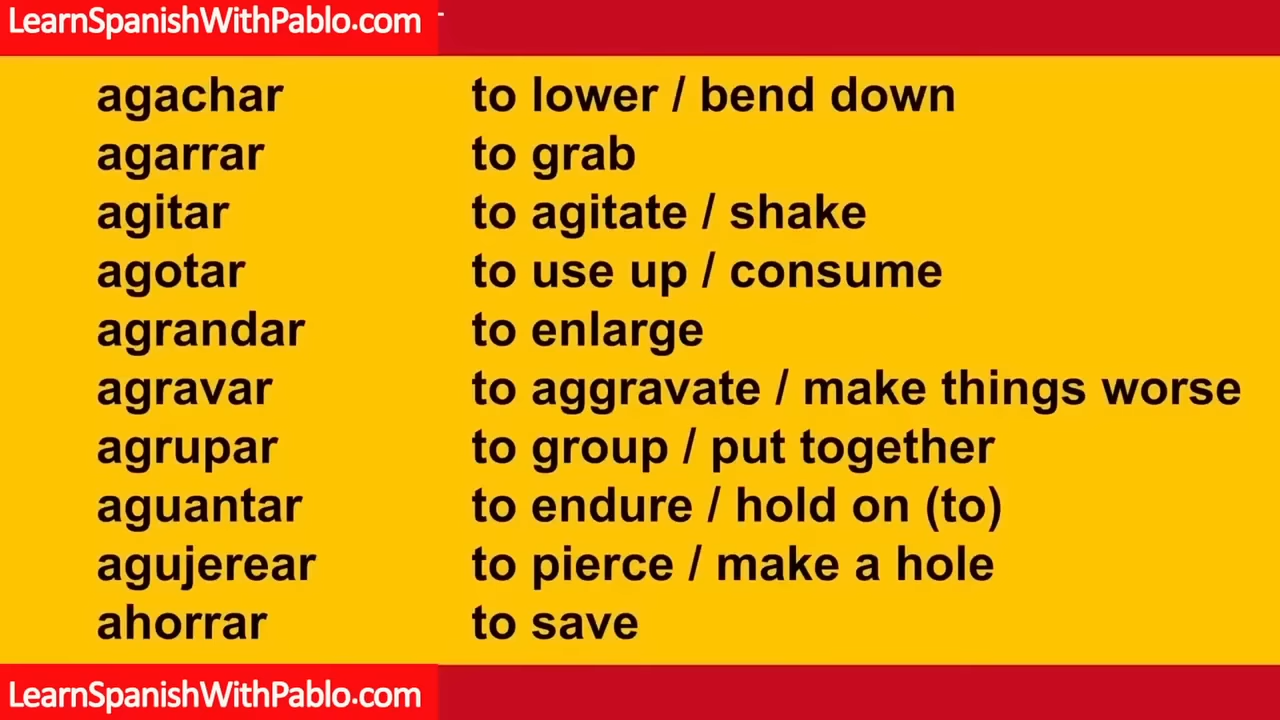 LearnSpanishWithPablo.com
agachar to lower / bend down
agarrar to grab
agitar to agitate / shake
agotar to use up / consume
agrandar to enlarge
agravar to aggravate / make things worse
agrupar to group / put together
aguantar to endure / hold on (to)
agujerear to pierce / make a hole
ahorrar to save
LearnSpanishWithPablo.com